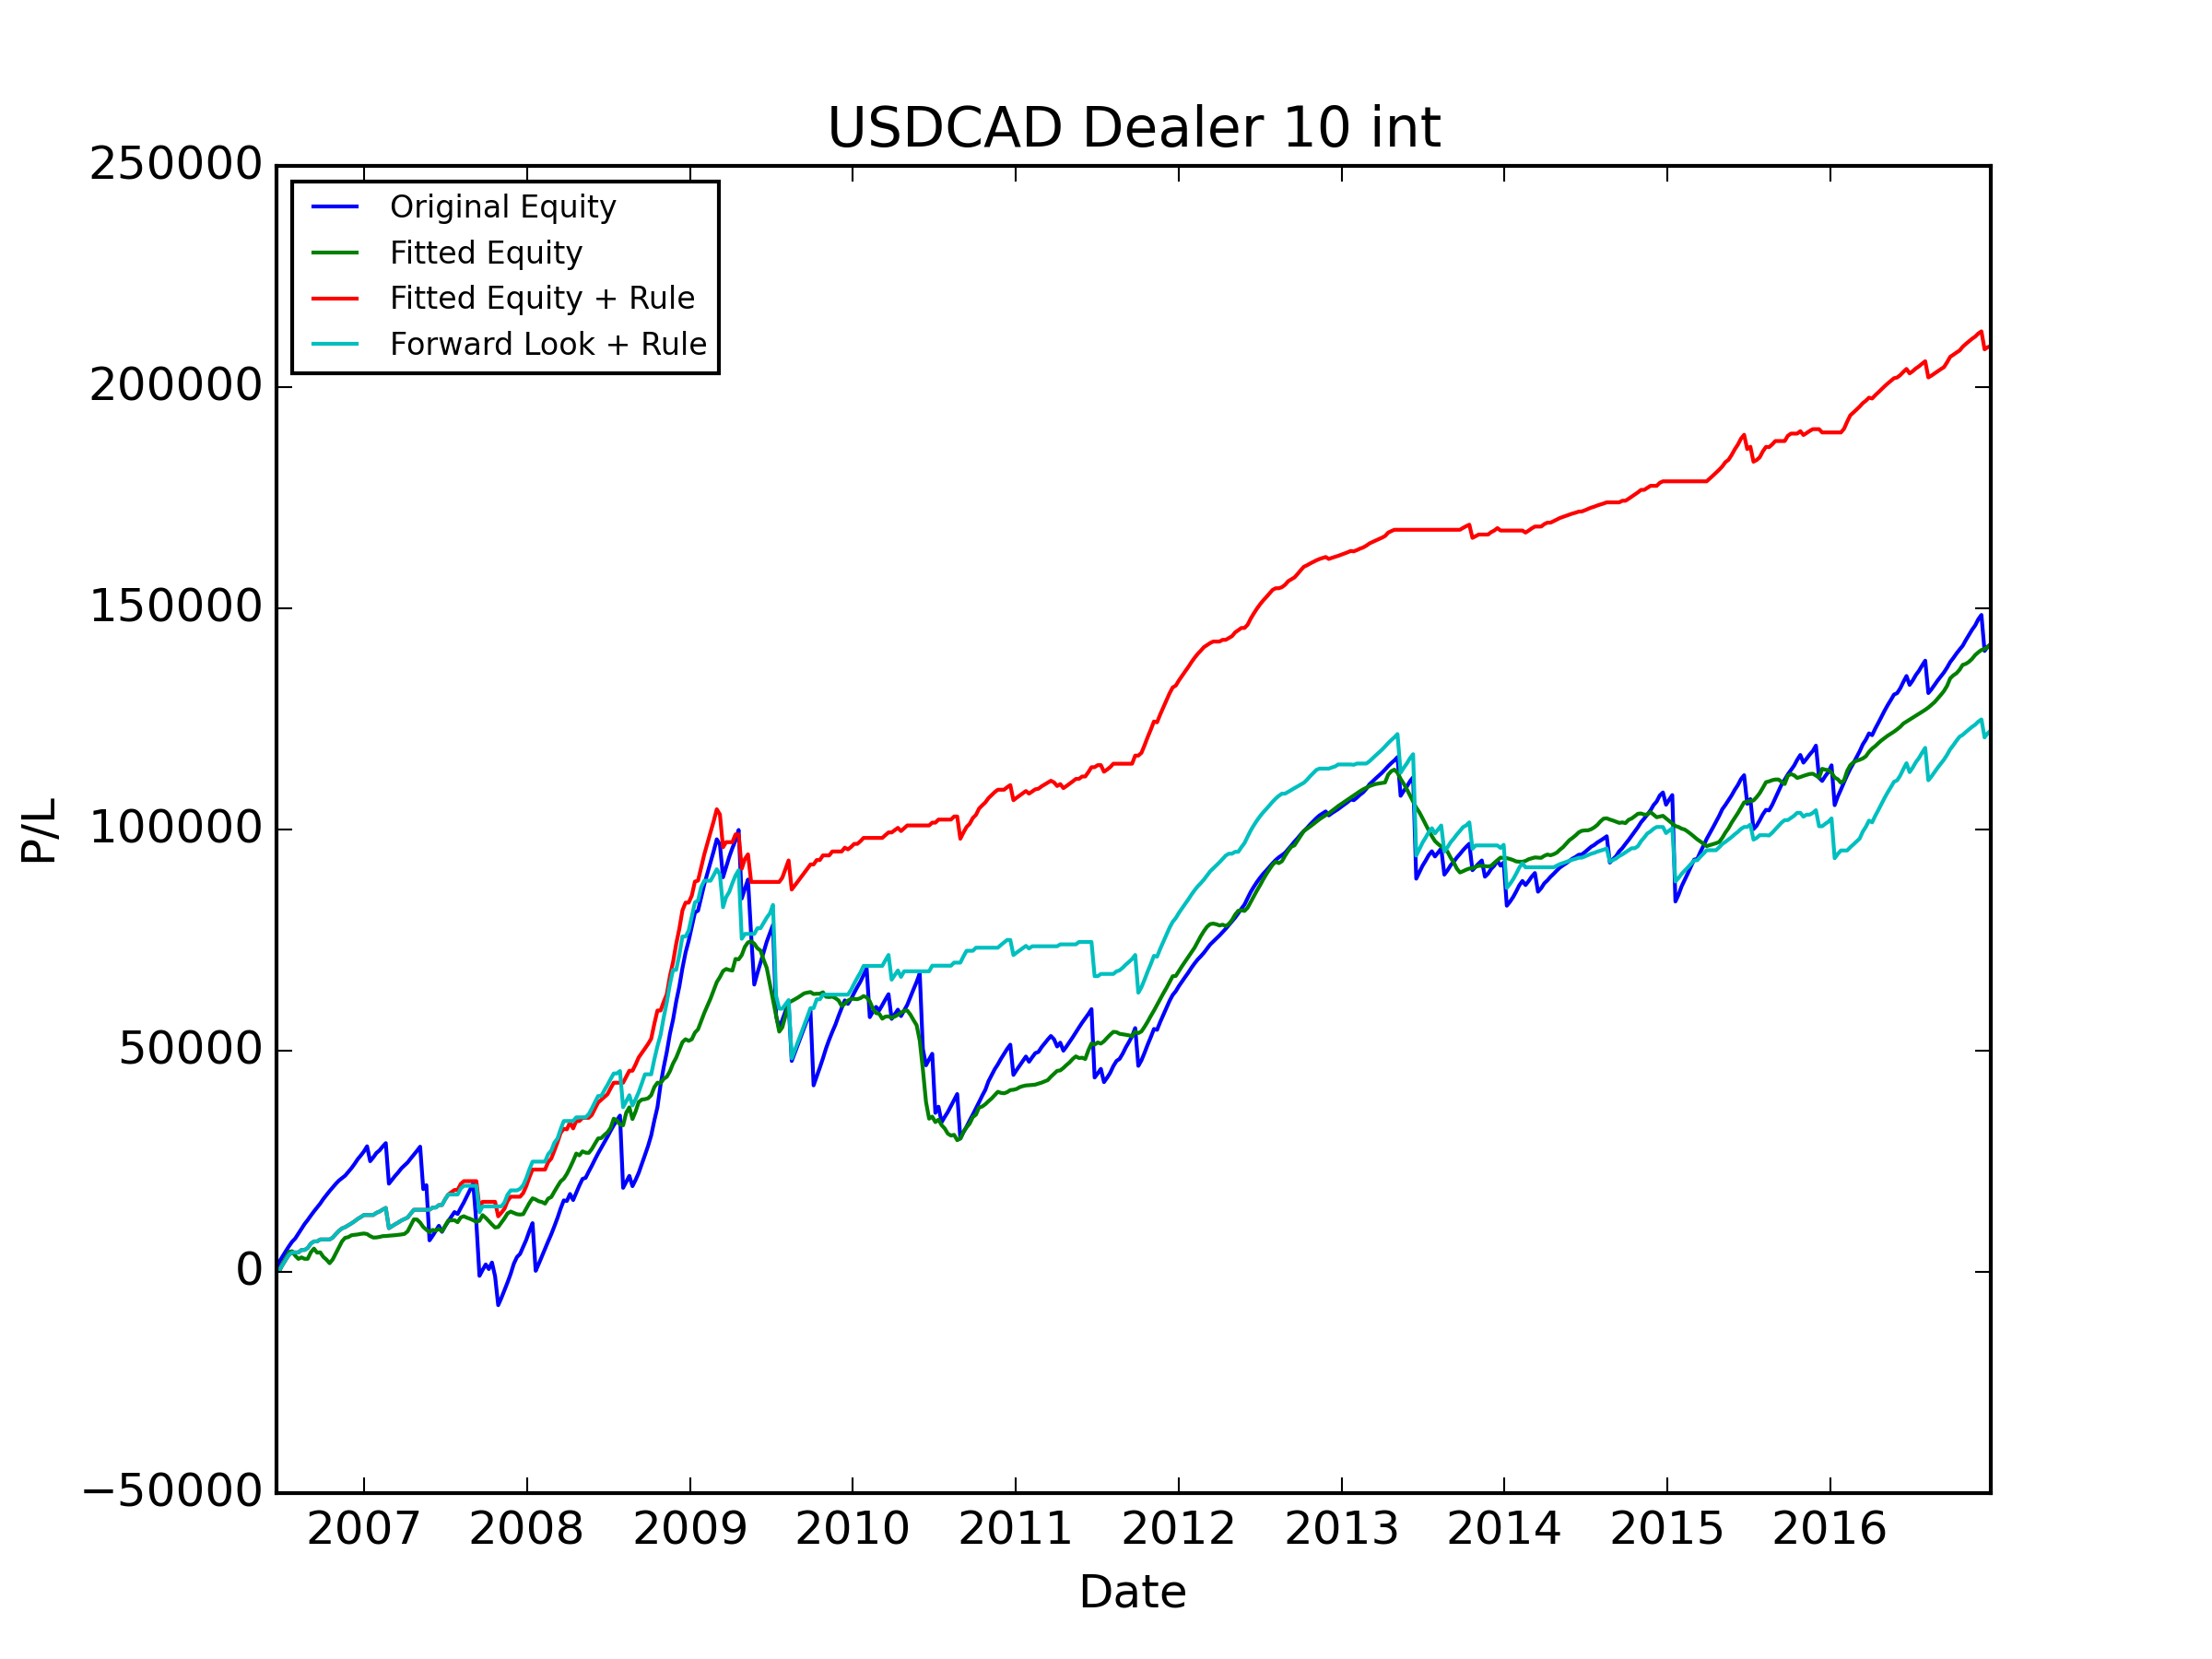 USDCAD Dealer 10 int
250000
200000
150000
100000
50000
0
−50000
P/L
Original Equity
Fitted Equity
Fitted Equity + Rule
Forward Look + Rule
2007 2008 2009 2010 2011 2012 2013 2014 2015 2016
Date